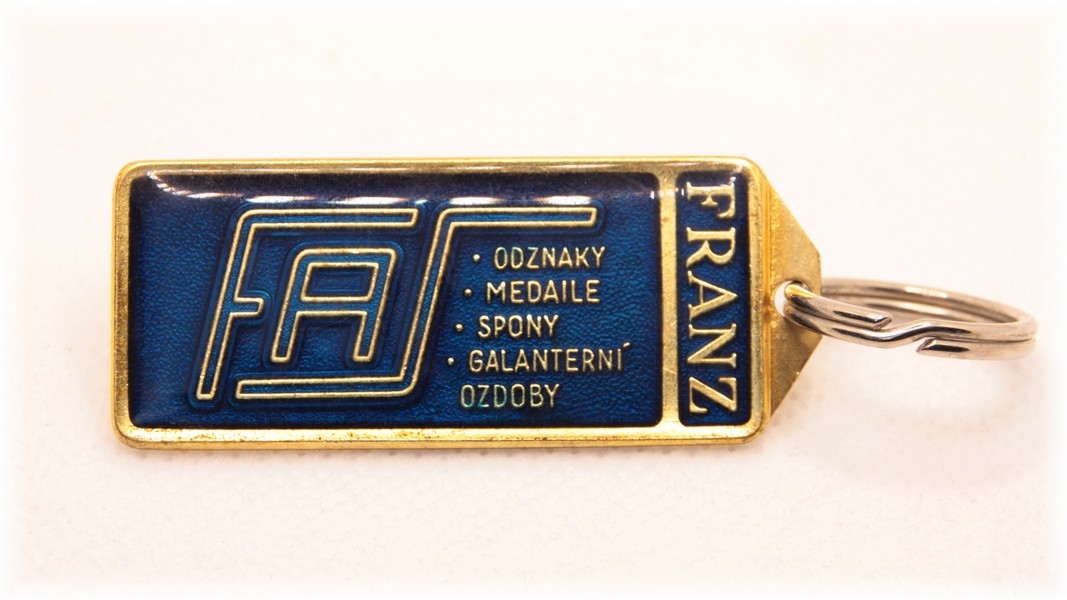 FAS
• ODZNAKY
• MEDAILE
• SPONY
• GALANTERNÍ
OZDOBY
FRANZ